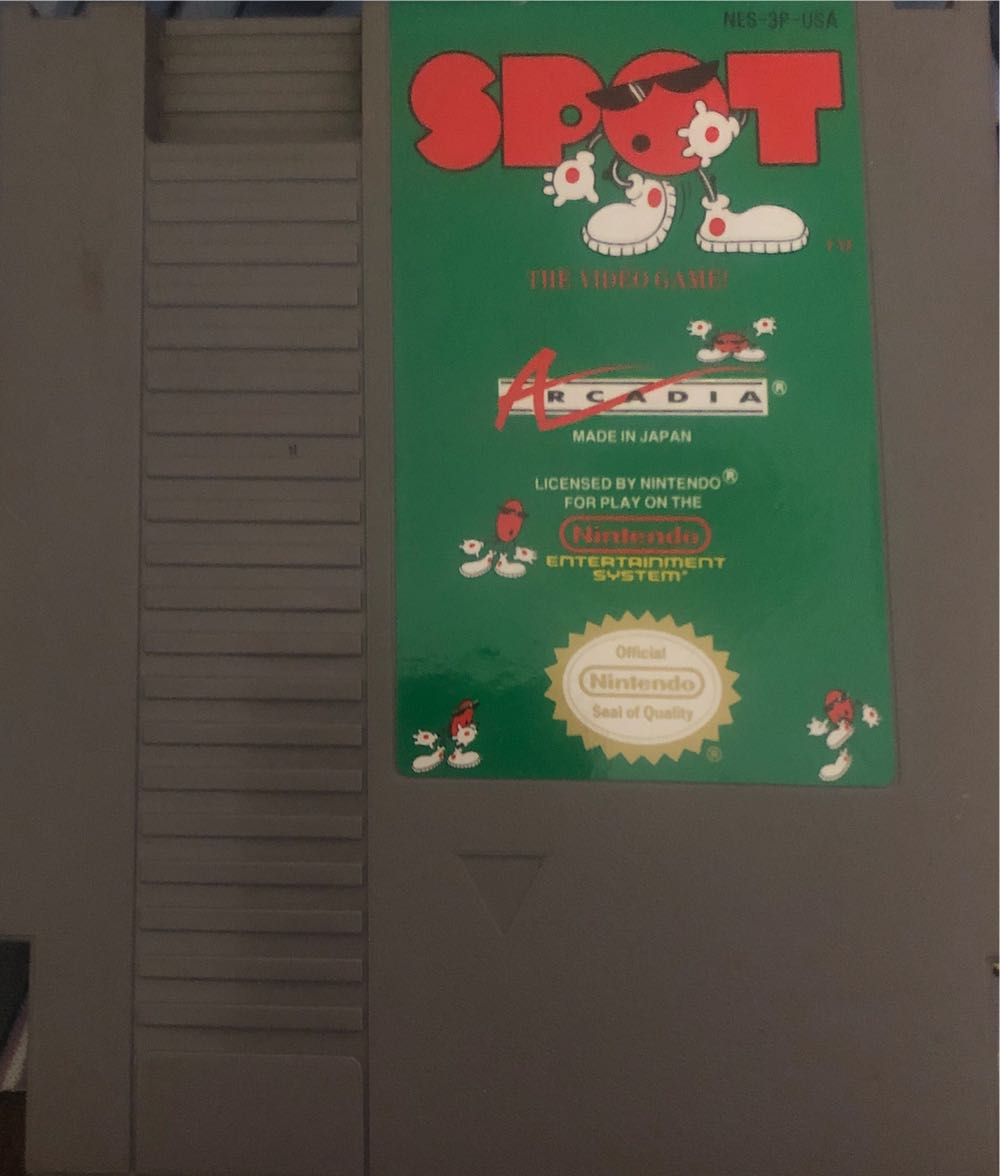 NES-3P-USA
SPOT
TM
THE VIDEO GAME!
ARCADIA®
MADE IN JAPAN
LICENSED BY NINTENDO®
FOR PLAY ON THE
Nintendo
ENTERTAINMENT
SYSTEM®
Official
Nintendo
Seal of Quality
®